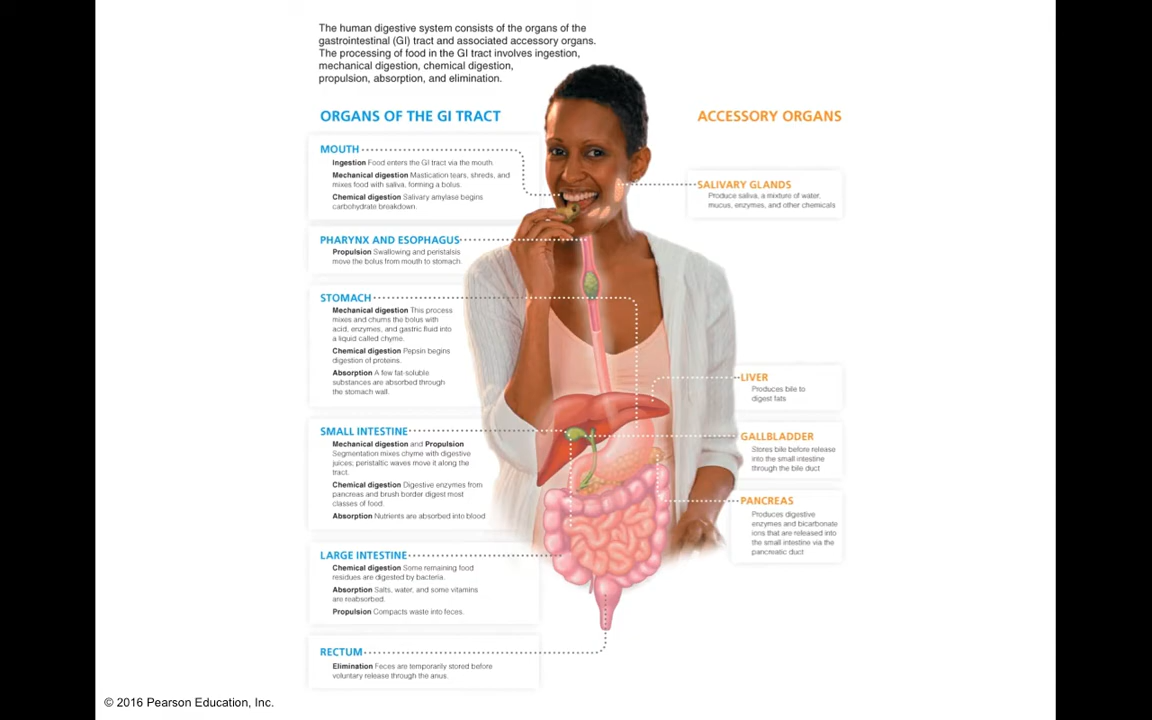 The human digestive system consists of the organs of the
gastrointestinal (GI) tract and associated accessory organs.
The processing of food in the GI tract involves ingestion,
mechanical digestion, chemical digestion,
propulsion, absorption, and elimination.
ORGANS OF THE GI TRACT
MOUTH
Ingestion Food enters the GI tract via the mouth.
Mechanical digestion Mastication tears, shreds, and
mixes food with saliva, forming a bolus.
Chemical digestion Salivary amylase begins
carbohydrate breakdown.
PHARYNX AND ESOPHAGUS
Propulsion Swallowing and peristalsis
move the bolus from mouth to stomach.
STOMACH
Mechanical digestion This process
mixes and churns the bolus with
acid, enzymes, and gastric fluid into
a liquid called chyme.
Chemical digestion Pepsin begins
digestion of proteins.
Absorption A few fat-soluble
substances are absorbed through
the stomach wall.
SMALL INTESTINE
Mechanical digestion and Propulsion
Segmentation mixes chyme with digestive
juices; peristaltic waves move it along the
tract.
Chemical digestion Digestive enzymes from
pancreas and brush border digest most
classes of food.
Absorption Nutrients are absorbed into blood
LARGE INTESTINE
Chemical digestion Some remaining food
residues are digested by bacteria.
Absorption Salts, water, and some vitamins
are reabsorbed.
Propulsion Compacts waste into feces.
RECTUM
Elimination Feces are temporarily stored before
voluntary release through the anus.
ACCESSORY ORGANS
SALIVARY GLANDS
Produce saliva, a mixture of water,
mucus, enzymes, and other chemicals
LIVER
Produces bile to
digest fats
GALLBLADDER
Stores bile before release
into the small intestine
through the bile duct
PANCREAS
Produces digestive
enzymes and bicarbonate
ions that are released into
the small intestine via the
pancreatic duct
© 2016 Pearson Education, Inc.